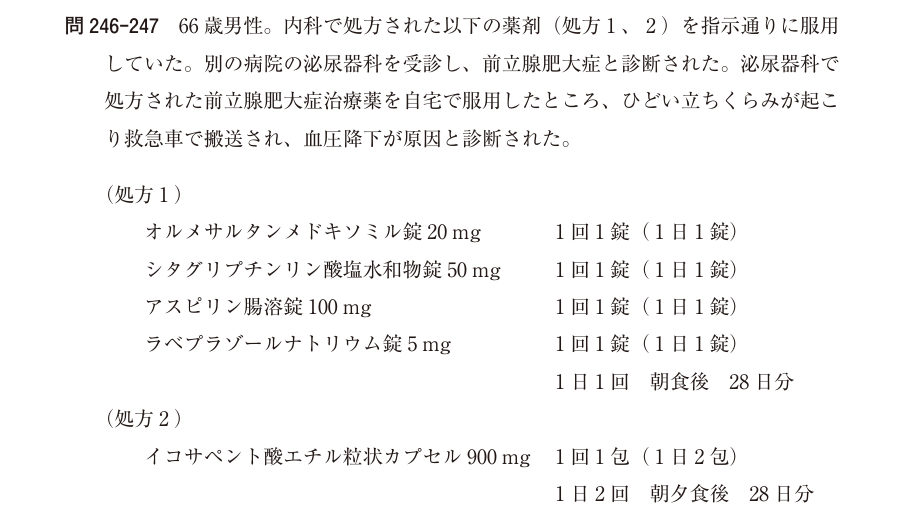 問 246-247　66 歳男性。内科で処方された以下の薬剤（処方１、２）を指示通りに服用
していた。別の病院の泌尿器科を受診し、前立腺肥大症と診断された。泌尿器科で
処方された前立腺肥大症治療薬を自宅で服用したところ、ひどい立ちくらみが起こ
り救急車で搬送され、血圧降下が原因と診断された。
（処方１）
オルメサルタンメドキソミル錠 20 mg　１回１錠（１日１錠）
シタグリプチンリン酸塩水和物錠 50 mg　１回１錠（１日１錠）
アスピリン腸溶錠 100 mg　１回１錠（１日１錠）
ラベプラゾールナトリウム錠 5 mg　１回１錠（１日１錠）
１日１回　朝食後　28 日分
（処方２）
イコサペント酸エチル粒状カプセル 900 mg　１回１包（１日２包）
１日２回　朝夕食後　28 日分